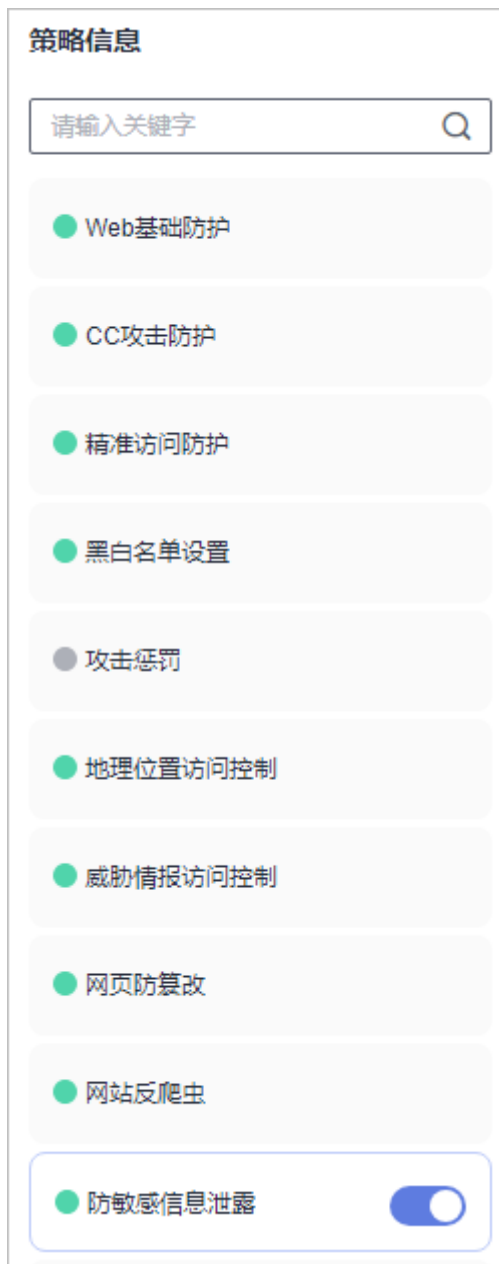 策略信息
请输入关键字
Web基础防护
CC攻击防护
精准访问防护
黑白名单设置
攻击惩罚
地理位置访问控制
威胁情报访问控制
网页防篡改
网站反爬虫
防敏感信息泄露